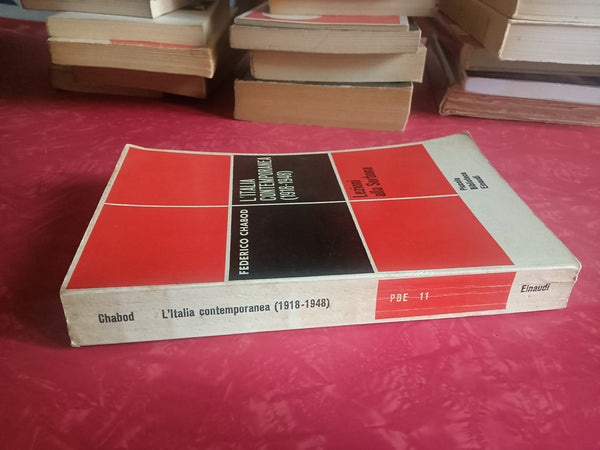 FEDERICO CHABOD
L'ITALIA
CONTEMPORANEA
(1918-1948)
Lezioni
alla Sorbona
Piccola
Biblioteca
Einaudi
Chabod L'Italia contemporanea (1918-1948) PBE 11 Einaudi